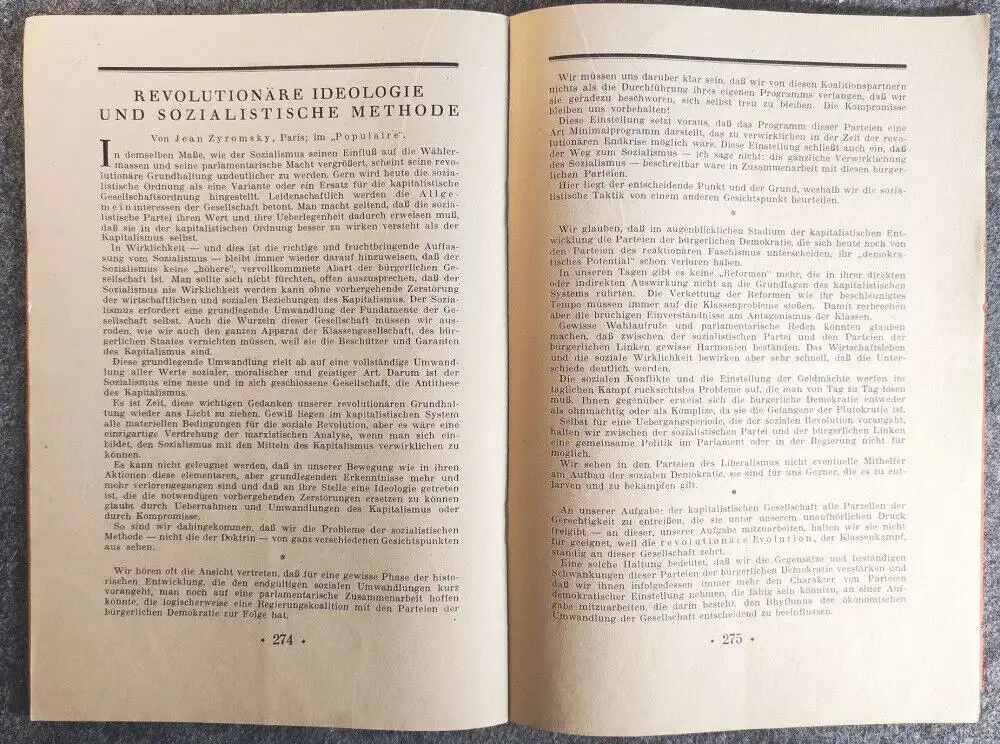 REVOLUTIONÄRE IDEOLOGIE
UND SOZIALISTISCHE METHODE
Von Jean Zyromsky, Paris; im „Populaire“.
In demselben Maße, wie der Sozialismus seinen Einfluß auf die Wähler-
massen und seine parlamentarische Macht vergrößert, scheint seine revo-
lutionäre Grundhaltung undeutlicher zu werden. Gern wird heute die sozia-
listische Ordnung als eine Variante oder ein Ersatz für die kapitalistische
Gesellschaftsordnung hingestellt. Leidenschaftlich werden die Allge-
meininteressen der Gesellschaft betont. Man macht geltend, daß die sozia-
listische Partei ihren Wert und ihre Ueberlegenheit dadurch erweisen muß,
daß sie in der kapitalistischen Ordnung besser zu wirken versteht als der
Kapitalismus selbst.
In Wirklichkeit — und dies ist die richtige und fruchtbringende Auffas-
sung vom Sozialismus — bleibt immer wieder darauf hinzuweisen, daß der
Sozialismus keine „höhere“, vervollkommnete Abart der bürgerlichen Ge-
sellschaft ist. Man sollte sich nicht fürchten, offen auszusprechen, daß der
Sozialismus nie Wirklichkeit werden kann ohne vorhergehende Zerstörung
der wirtschaftlichen und sozialen Beziehungen des Kapitalismus. Der Sozia-
lismus erfordert eine grundlegende Umwandlung der Fundamente der Ge-
sellschaft selbst. Auch die Wurzeln dieser Gesellschaft müssen wir aus-
roden, wie wir auch den ganzen Apparat der Klassengesellschaft, des bür-
gerlichen Staates vernichten müssen, weil sie die Beschützer und Garanten
des Kapitalismus sind.
Diese grundlegende Umwandlung zielt ab auf eine vollständige Umwand-
lung aller Werte sozialer, moralischer und geistiger Art. Darum ist der
Sozialismus eine neue und in sich geschlossene Gesellschaft, die Antithese
des Kapitalismus.
Es ist Zeit, diese wichtigen Gedanken unserer revolutionären Grundhal-
tung wieder ans Licht zu ziehen. Gewiß liegen im kapitalistischen System
alle materiellen Bedingungen für die soziale Revolution, aber es wäre eine
einzigartige Verdrehung der marxistischen Analyse, wenn man sich ein-
bildet, den Sozialismus mit den Mitteln des Kapitalismus verwirklichen zu
können.
Es kann nicht geleugnet werden, daß in unserer Bewegung wie in ihren
Aktionen diese elementaren, aber grundlegenden Erkenntnisse mehr und
mehr verlorengegangen sind und daß an ihre Stelle eine Ideologie getreten
ist, die die notwendigen vorhergehenden Zerstörungen ersetzen zu können
glaubt durch Uebernahmen und Umwandlungen des Kapitalismus oder
durch Kompromisse.
So sind wir dahingekommen, daß wir die Probleme der sozialistischen
Methode — nicht die der Doktrin — von ganz verschiedenen Gesichtspunkten
aus sehen.
*
Wir hören oft die Ansicht vertreten, daß für eine gewisse Phase der histo-
rischen Entwicklung, die den endgültigen sozialen Umwandlungen kurz
vorangeht, man noch auf eine parlamentarische Zusammenarbeit hoffen
könnte, die logischerweise eine Regierungskoalition mit den Parteien der
bürgerlichen Demokratie zur Folge hat.
• 274 •
Wir müssen uns darüber klar sein, daß wir von diesen Koalitionspartnern
nichts als die Durchführung ihres eigenen Programms verlangen, daß wir
sie geradezu beschworen, sich selbst treu zu bleiben. Die Kompromisse
bleiben uns vorbehalten!
Diese Einstellung setzt voraus, daß das Programm dieser Parteien eine
Art Minimalprogramm darstellt, das zu verwirklichen in der Zeit der revo-
lutionären Endkrise möglich wäre. Diese Einstellung schließt auch ein, daß
der Weg zum Sozialismus — ich sage nicht: die gänzliche Verwirklichung
des Sozialismus — beschreitbar wäre in Zusammenarbeit mit diesen bürger-
lichen Parteien.
Hier liegt der entscheidende Punkt und der Grund, weshalb wir die sozia-
listische Taktik von einem anderen Gesichtspunkt beurteilen.
*
Wir glauben, daß im augenblicklichen Stadium der kapitalistischen Ent-
wicklung die Parteien der bürgerlichen Demokratie, die sich heute noch von
den Parteien des reaktionären Faschismus unterscheiden, ihr „demokra-
tisches Potential“ schon verloren haben.
In unseren Tagen gibt es keine „Reformen“ mehr, die in ihrer direkten
oder indirekten Auswirkung nicht an die Grundlagen des kapitalistischen
Systems rührten. Die Verkettung der Reformen wie ihr beschleunigtes
Tempo müssen immer auf die Klassenprobleme stoßen. Damit zerbrechen
aber die brüchigen Einverständnisse am Antagonismus der Klassen.
Gewisse Wahlaufrufe und parlamentarische Reden könnten glauben
machen, daß zwischen der sozialistischen Partei und den Parteien der
bürgerlichen Linken gewisse Harmonien beständen. Das Wirtschaftsleben
und die soziale Wirklichkeit bewirken aber sehr schnell, daß die Unter-
schiede deutlich werden.
Die sozialen Konflikte und die Einstellung der Geldmächte werfen im
täglichen Kampf rücksichtslos Probleme auf, die man von Tag zu Tag lösen
muß. Ihnen gegenüber erweist sich die bürgerliche Demokratie entweder
als ohnmächtig oder als Komplize, da sie die Gefangene der Plutokratie ist.
Selbst für eine Uebergangsperiode, die der sozialen Revolution vorangeht,
halten wir zwischen der sozialistischen Partei und der bürgerlichen Linken
eine gemeinsame Politik im Parlament oder in der Regierung nicht für
möglich.
Wir sehen in den Parteien des Liberalismus nicht eventuelle Mithelfer
am Aufbau der sozialen Demokratie, sie sind für uns Gegner, die es zu ent-
larven und zu bekämpfen gilt.
*
An unserer Aufgabe: der kapitalistischen Gesellschaft alle Parzellen der
Gerechtigkeit zu entreißen, die sie unter unserem unaufhörlichen Druck
freigibt — an dieser, unserer Aufgabe mitzuarbeiten, halten wir sie nicht
für geeignet, weil die revolutionäre Evolution, der Klassenkampf,
ständig an dieser Gesellschaft zehrt.
Eine solche Haltung bedeutet, daß wir die Gegensätze und beständigen
Schwankungen dieser Parteien der bürgerlichen Demokratie verstärken und
daß wir ihnen infolgedessen immer mehr den Charakter von Parteien
demokratischer Einstellung nehmen, die fähig sein könnten, an einer Auf-
gabe mitzuarbeiten, die darin besteht, den Rhythmus der ökonomischen
Umwandlung der Gesellschaft entscheidend zu beeinflussen.
• 275 •